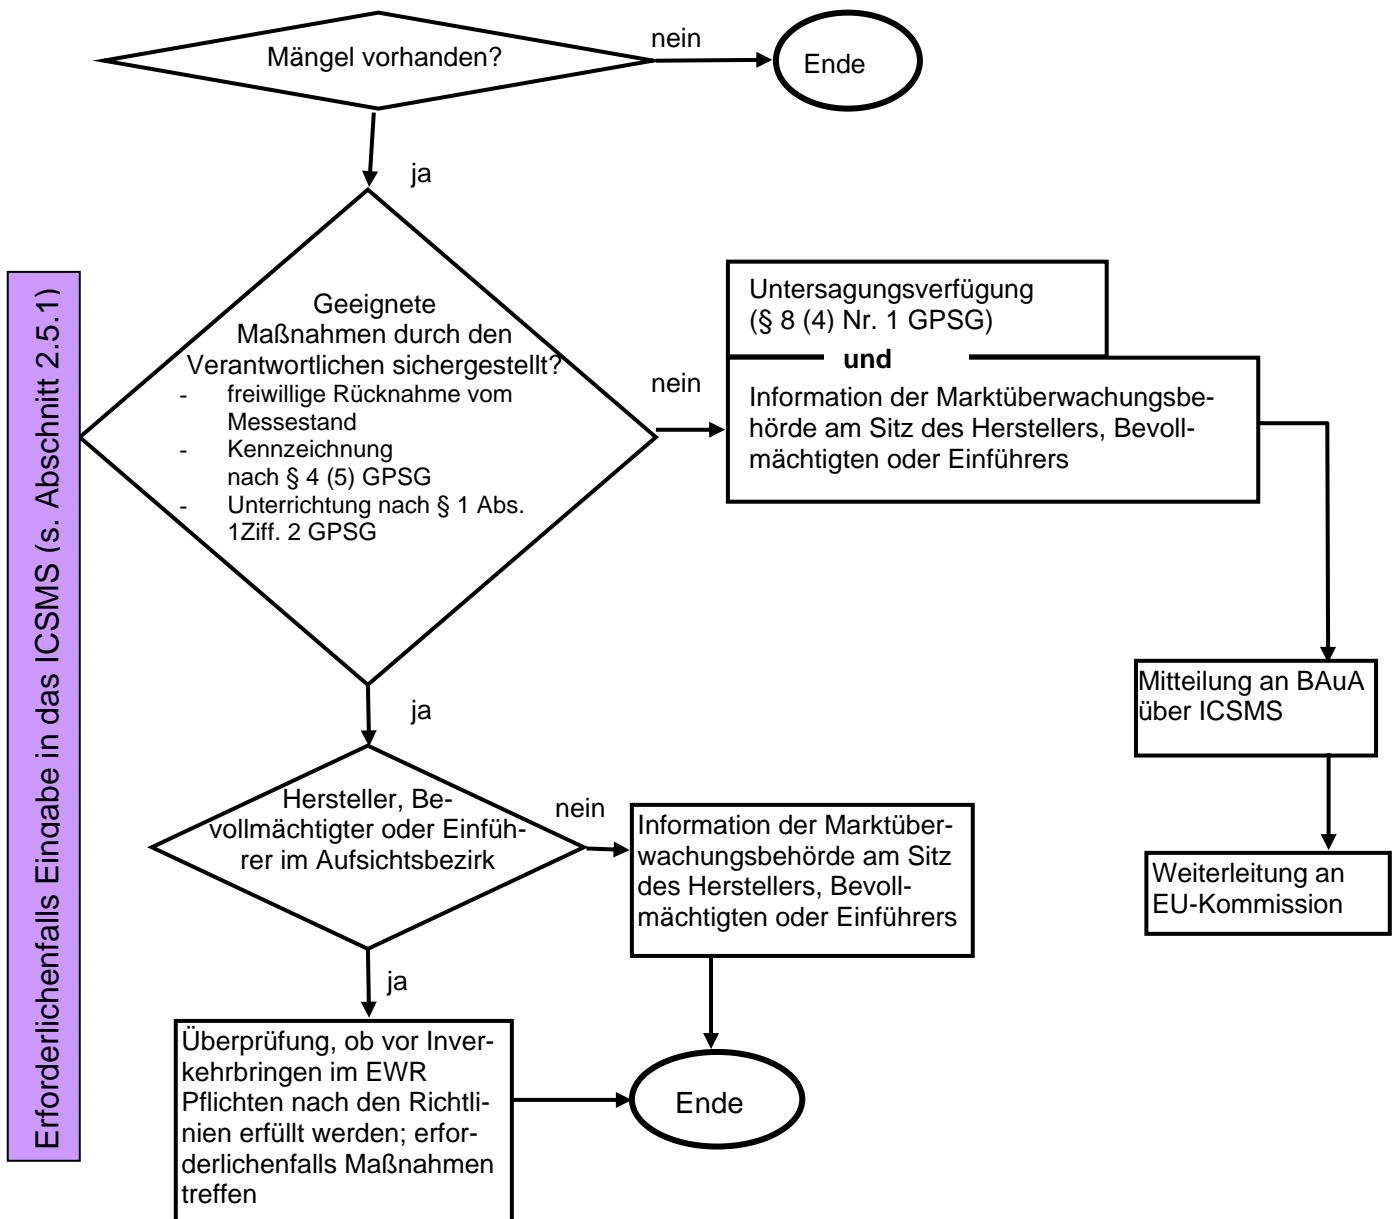 Mängel vorhanden?
nein
Ende
ja
Erforderlichenfalls Eingabe in das ICSMS (s. Abschnitt 2.5.1)
Geeignete
Maßnahmen durch den
Verantwortlichen sichergestellt?
- freiwillige Rücknahme vom
Messestand
- Kennzeichnung
nach § 4 (5) GPSG
- Unterrichtung nach § 1 Abs.
1Ziff. 2 GPSG
nein
Untersagungsverfügung
(§ 8 (4) Nr. 1 GPSG)
und
Information der Marktüberwachungsbe-
hörde am Sitz des Herstellers, Bevoll-
mächtigten oder Einführers
Mitteilung an BAuA
über ICSMS
Weiterleitung an
EU-Kommission
ja
Hersteller, Be-
vollmächtigter oder Einfüh-
rer im Aufsichtsbezirk
nein
Information der Marktüber-
wachungsbehörde am Sitz
des Herstellers, Bevoll-
mächtigten oder Einführers
ja
Überprüfung, ob vor Inver-
kehrbringen im EWR
Pflichten nach den Richtli-
nien erfüllt werden; erfor-
derlichenfalls Maßnahmen
treffen
Ende